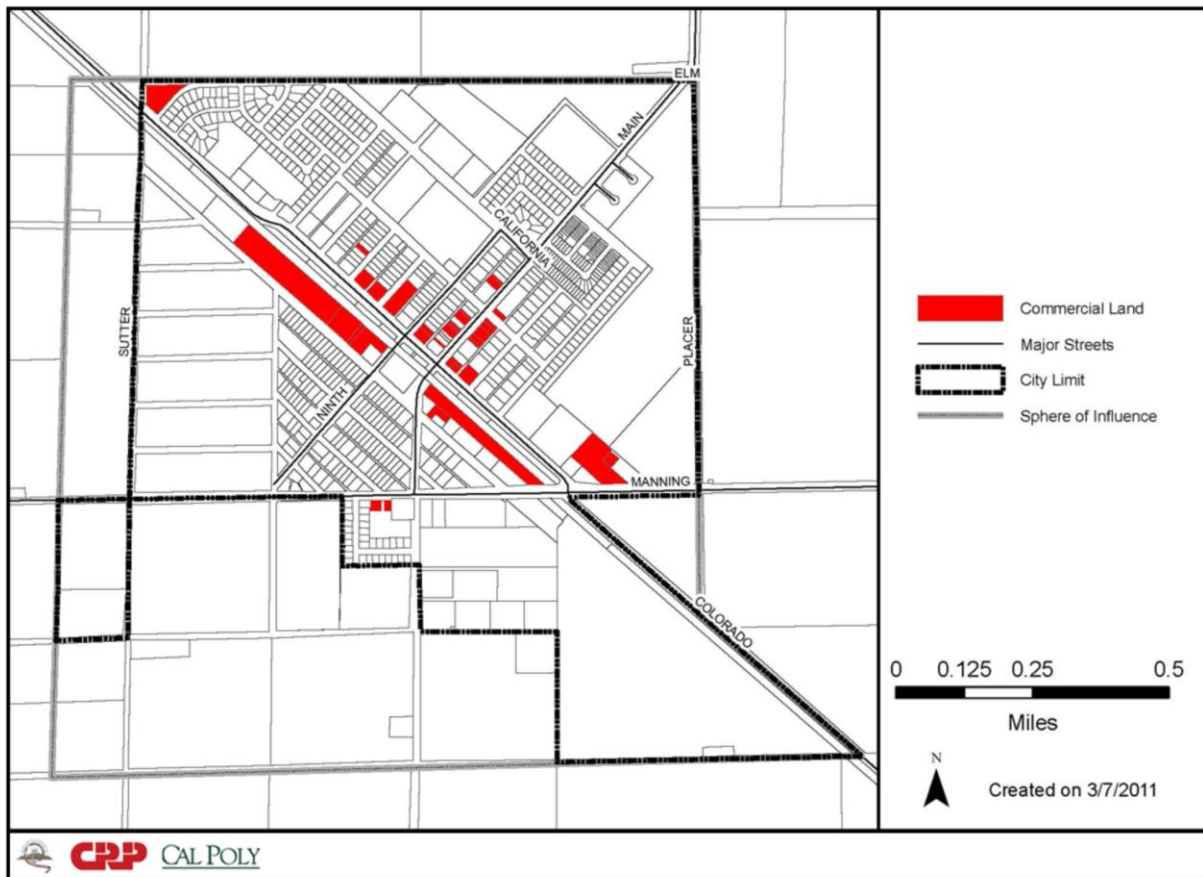 ELM
MAIN
CALIFORNIA
SUTTER
PLACER
NINTH
MANNING
COLORADO
Commercial Land
Major Streets
City Limit
Sphere of Influence
0 0.125 0.25 0.5
Miles
N
Created on 3/7/2011
CRP CAL POLY